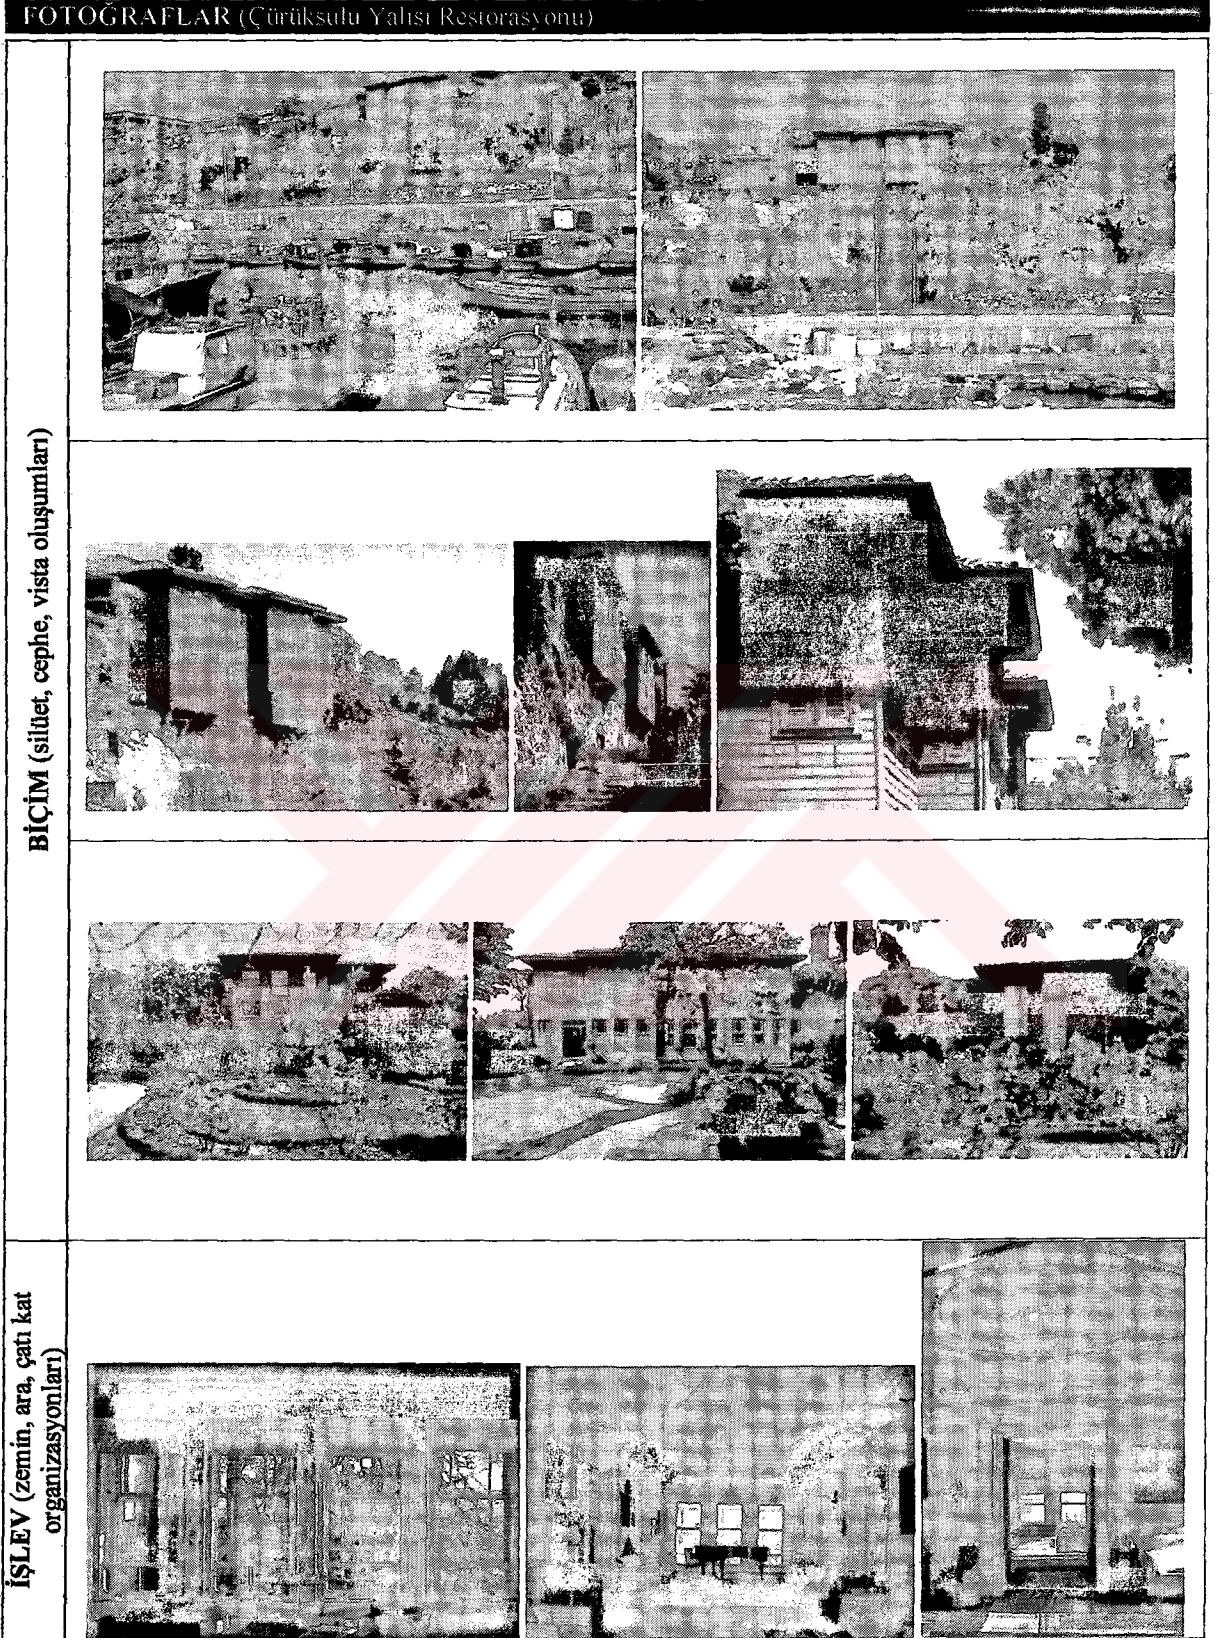 FOTOĞRAFLAR (Çürüksulu Yalısı Restorasyonu)
BİÇİM (silüet, cephe, vista oluşumları)
İŞLEV (zemin, ara, çatı kat
organizasyonları)